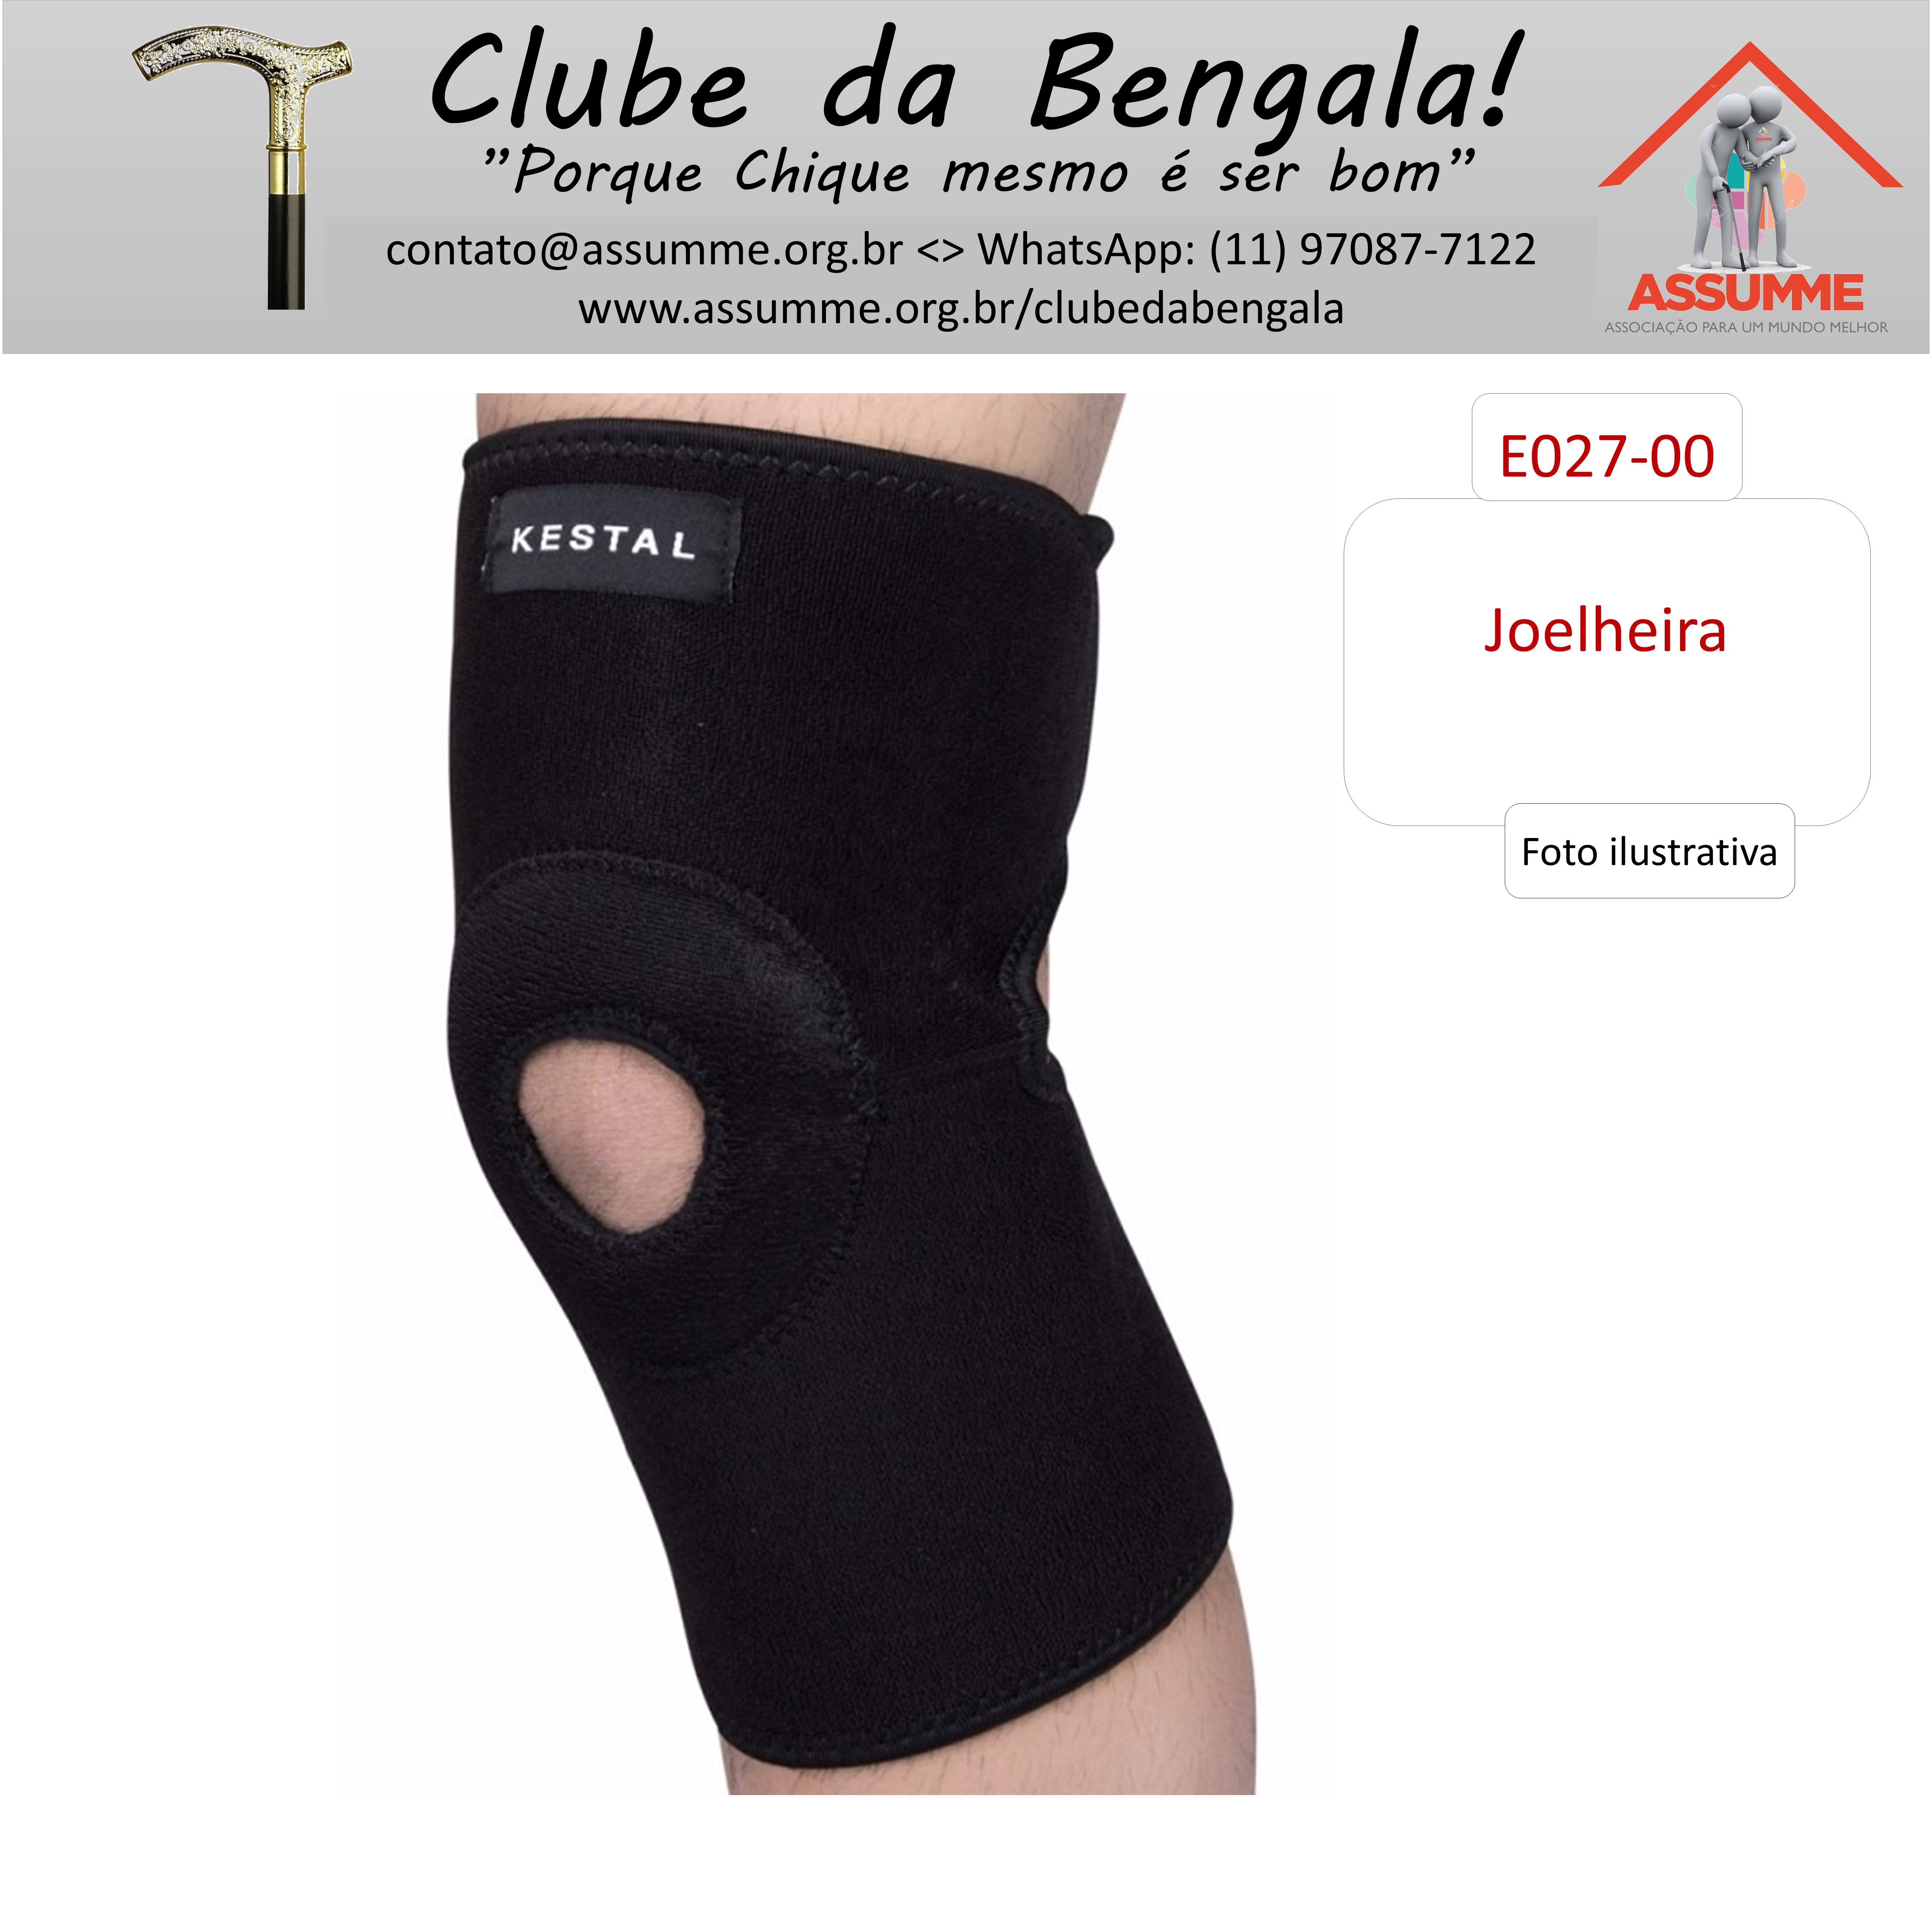 Clube da Bengala!
”Porque Chique mesmo é ser bom”
contato@assumme.org.br <> WhatsApp: (11) 97087-7122
www.assumme.org.br/clubedabengala
ASSUMME
ASSOCIAÇÃO PARA UM MUNDO MELHOR
E027-00
KESTAL
Joelheira
Foto ilustrativa